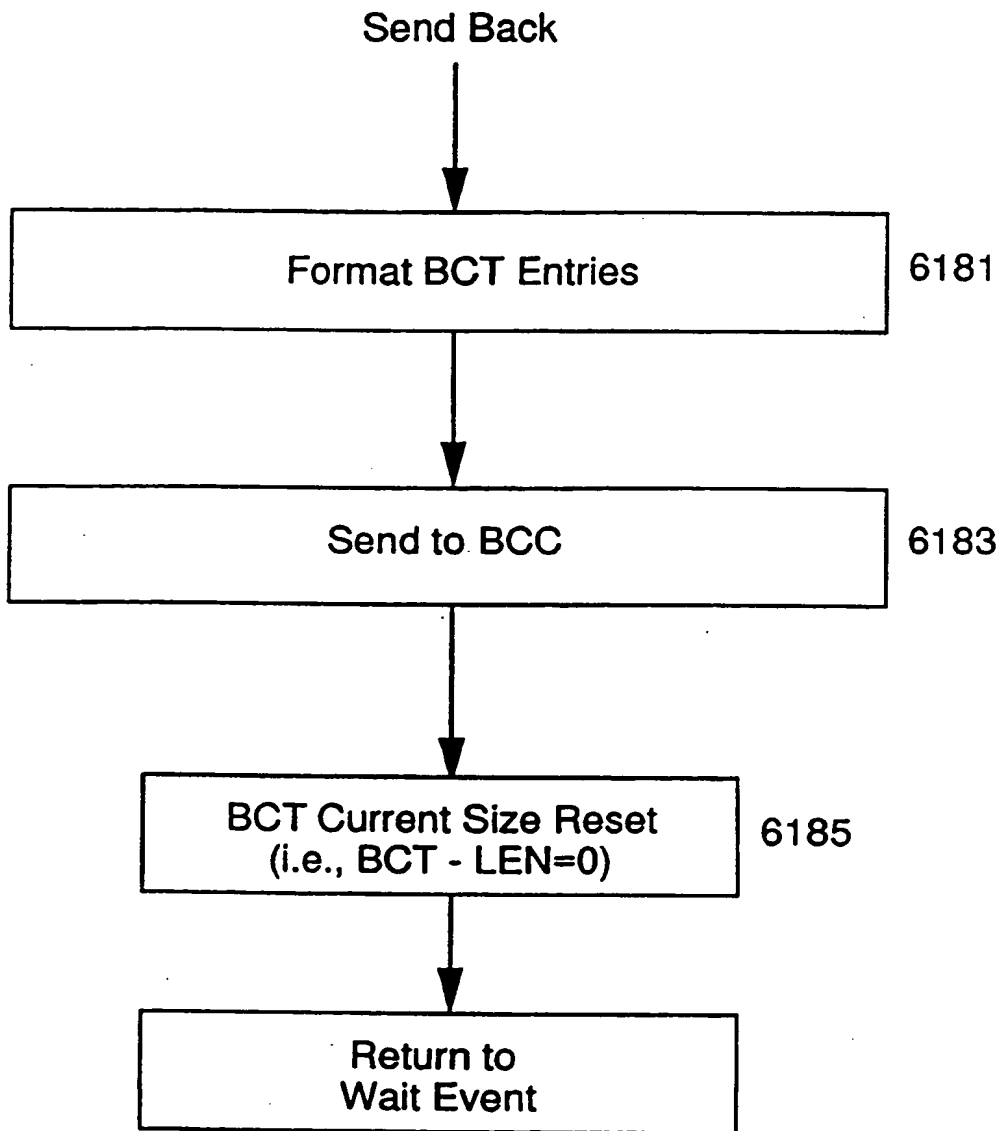 Send Back
Format BCT Entries
6181
Send to BCC
6183
BCT Current Size Reset
(i.e., BCT - LEN=0)
6185
Return to
Wait Event